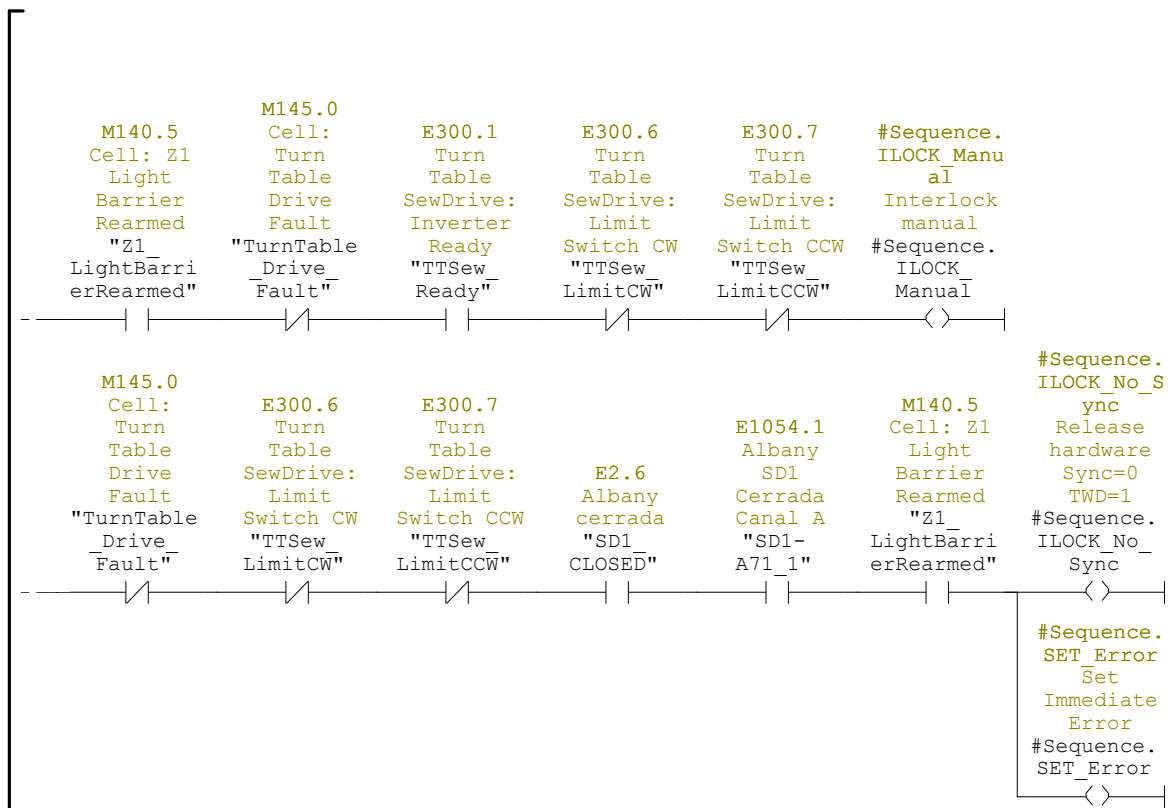 M140.5
Cell: Z1
Light
Barrier
Rearmed
"Z1_
LightBarri
erRearmed"
M145.0
Cell:
Turn
Table
Drive
Fault
"TurnTable
_Drive_
Fault"
E300.1
Turn
Table
SewDrive:
Inverter
Ready
"TTSew_
Ready"
E300.6
Turn
Table
SewDrive:
Limit
Switch CW
"TTSew_
LimitCW"
E300.7
Turn
Table
SewDrive:
Limit
Switch CCW
"TTSew_
LimitCCW"
#Sequence.
ILOCK_Manu
al
Interlock
manual
#Sequence.
ILOCK_
Manual
M145.0
Cell:
Turn
Table
Drive
Fault
"TurnTable
_Drive_
Fault"
E300.6
Turn
Table
SewDrive:
Limit
Switch CW
"TTSew_
LimitCW"
E300.7
Turn
Table
SewDrive:
Limit
Switch CCW
"TTSew_
LimitCCW"
E2.6
Albany
cerrada
"SD1_
CLOSED"
E1054.1
Albany
SD1
Cerrada
Canal A
"SD1-
A71_1"
M140.5
Cell: Z1
Light
Barrier
Rearmed
"Z1_
LightBarri
erRearmed"
#Sequence.
ILOCK_No_S
ync
Release
hardware
Sync=0
TWD=1
#Sequence.
ILOCK_No_
Sync
#Sequence.
SET_Error
Set
Immediate
Error
#Sequence.
SET_Error